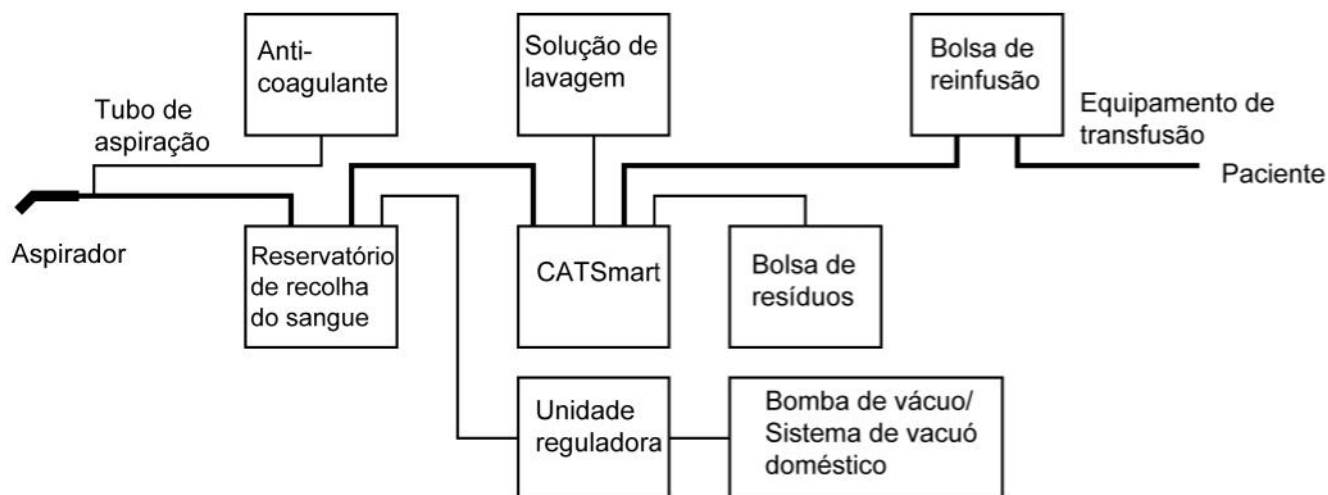 Anti-
coagulante
Solução de
lavagem
Bolsa de
reinfusão
Tubo de
aspiração
Equipamento de
transfusão
Paciente
Aspirador
Reservatório
de recolha
do sangue
CATSmart
Bolsa de
resíduos
Unidade
reguladora
Bomba de vácuo/
Sistema de vacuó
doméstico